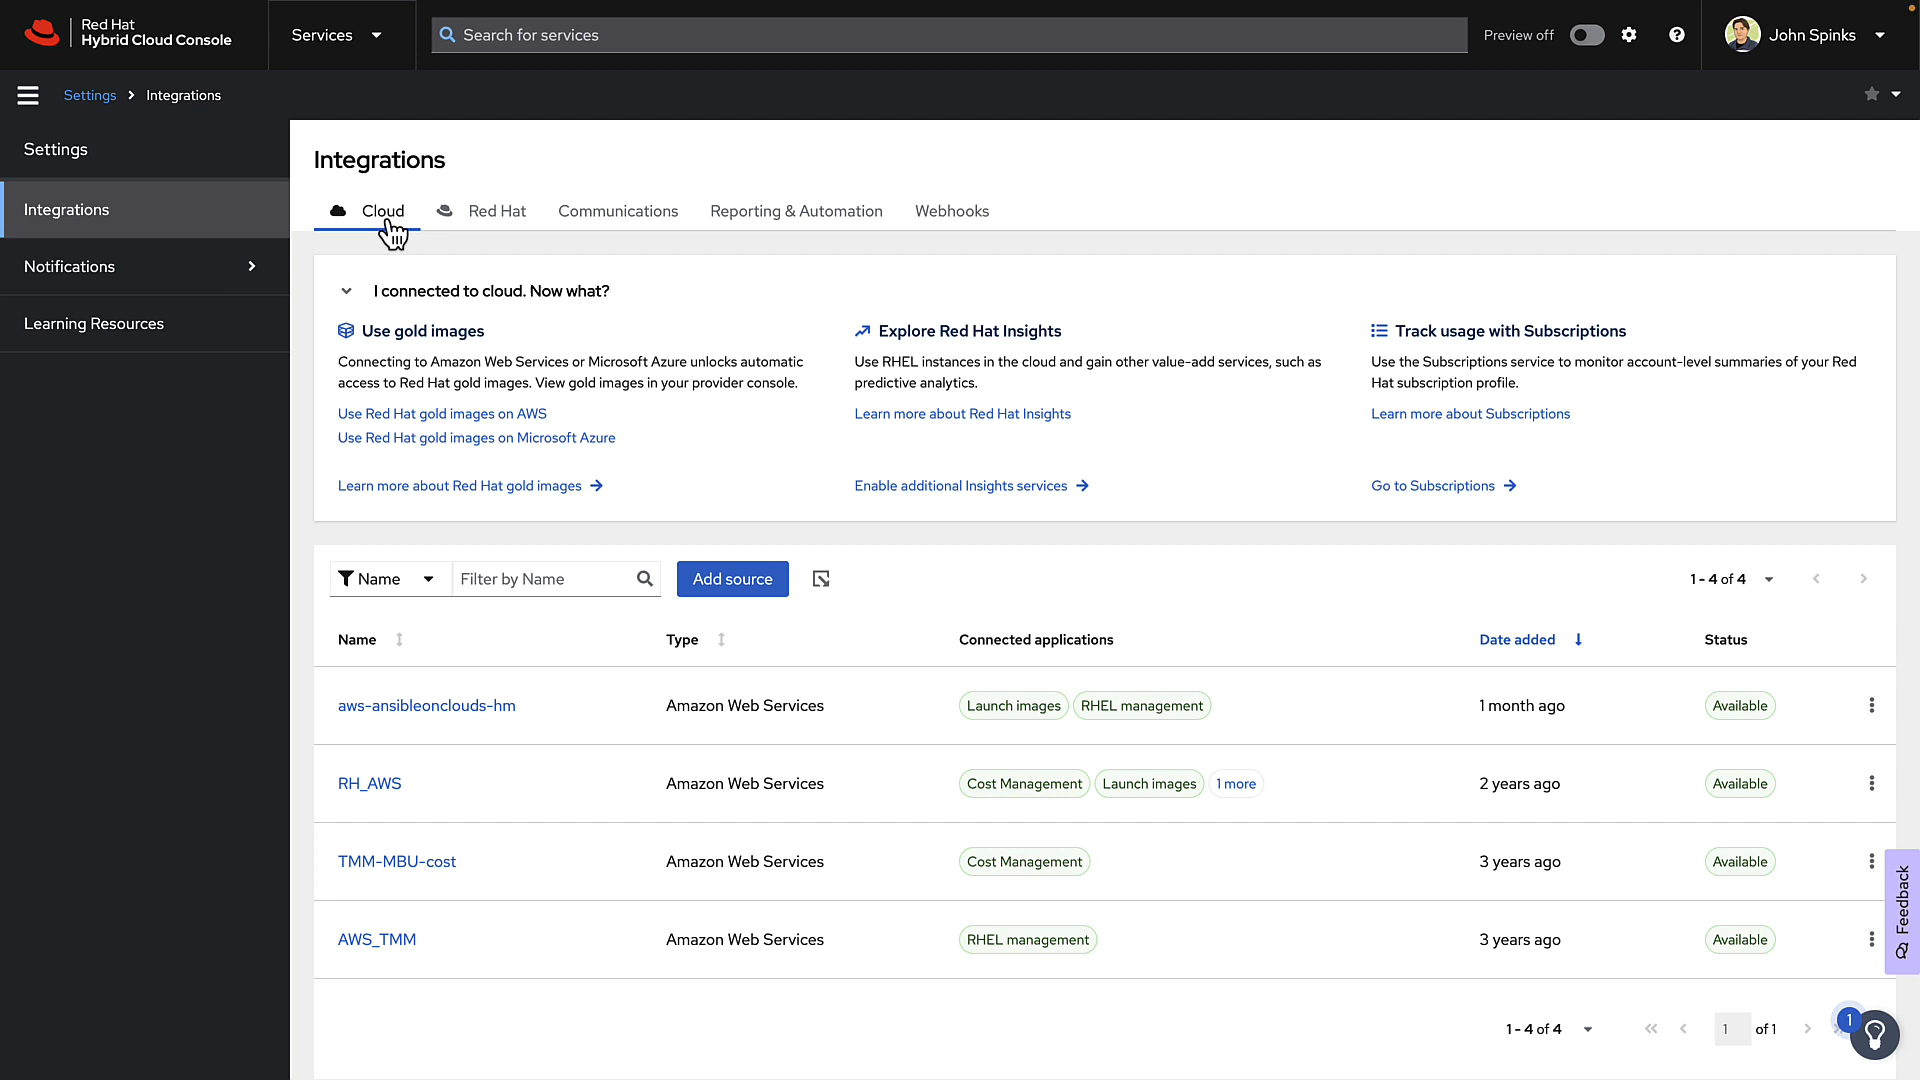 Red Hat
Hybrid Cloud Console
Services
Search for services
Preview off
John Spinks
Settings
Integrations
Settings
Integrations
Notifications
Learning Resources
Integrations
Cloud
Red Hat
Communications
Reporting & Automation
Webhooks
I connected to cloud. Now what?
Use gold images
Connecting to Amazon Web Services or Microsoft Azure unlocks automatic
access to Red Hat gold images. View gold images in your provider console.
Use Red Hat gold images on AWS
Use Red Hat gold images on Microsoft Azure
Learn more about Red Hat gold images
Explore Red Hat Insights
Use RHEL instances in the cloud and gain other value-add services, such as
predictive analytics.
Learn more about Red Hat Insights
Enable additional Insights services
Track usage with Subscriptions
Use the Subscriptions service to monitor account-level summaries of your Red
Hat subscription profile.
Learn more about Subscriptions
Go to Subscriptions
Name
Filter by Name
Add source
1 - 4 of 4
Name Type Connected applications Date added Status
aws-ansibleonclouds-hm Amazon Web Services Launch images RHEL management 1 month ago Available
RH_AWS Amazon Web Services Cost Management Launch images 1 more 2 years ago Available
TMM-MBU-cost Amazon Web Services Cost Management 3 years ago Available
AWS_TMM Amazon Web Services RHEL management 3 years ago Available
Feedback
1 - 4 of 4
1 of 1
1